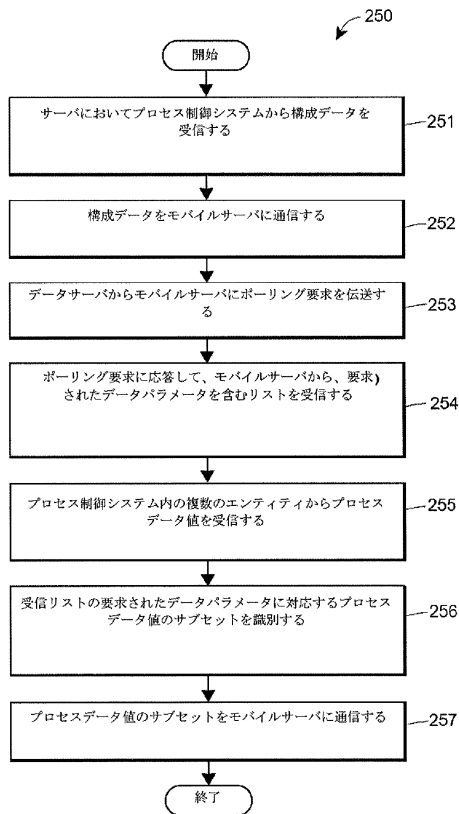 250
開始
サーバにおいてプロセス制御システムから構成データを
受信する
251
構成データをモバイルサーバに通信する
252
データサーバからモバイルサーバにポーリング要求を伝送す
る
253
ポーリング要求に応答して、モバイルサーバから、要求)
されたデータパラメータを含むリストを受信する
254
プロセス制御システム内の複数のエンティティからプロセス
データ値を受信する
255
受信リストの要求されたデータパラメータに対応するプロセス
データ値のサブセットを識別する
256
プロセスデータ値のサブセットをモバイルサーバに通信する
257
終了